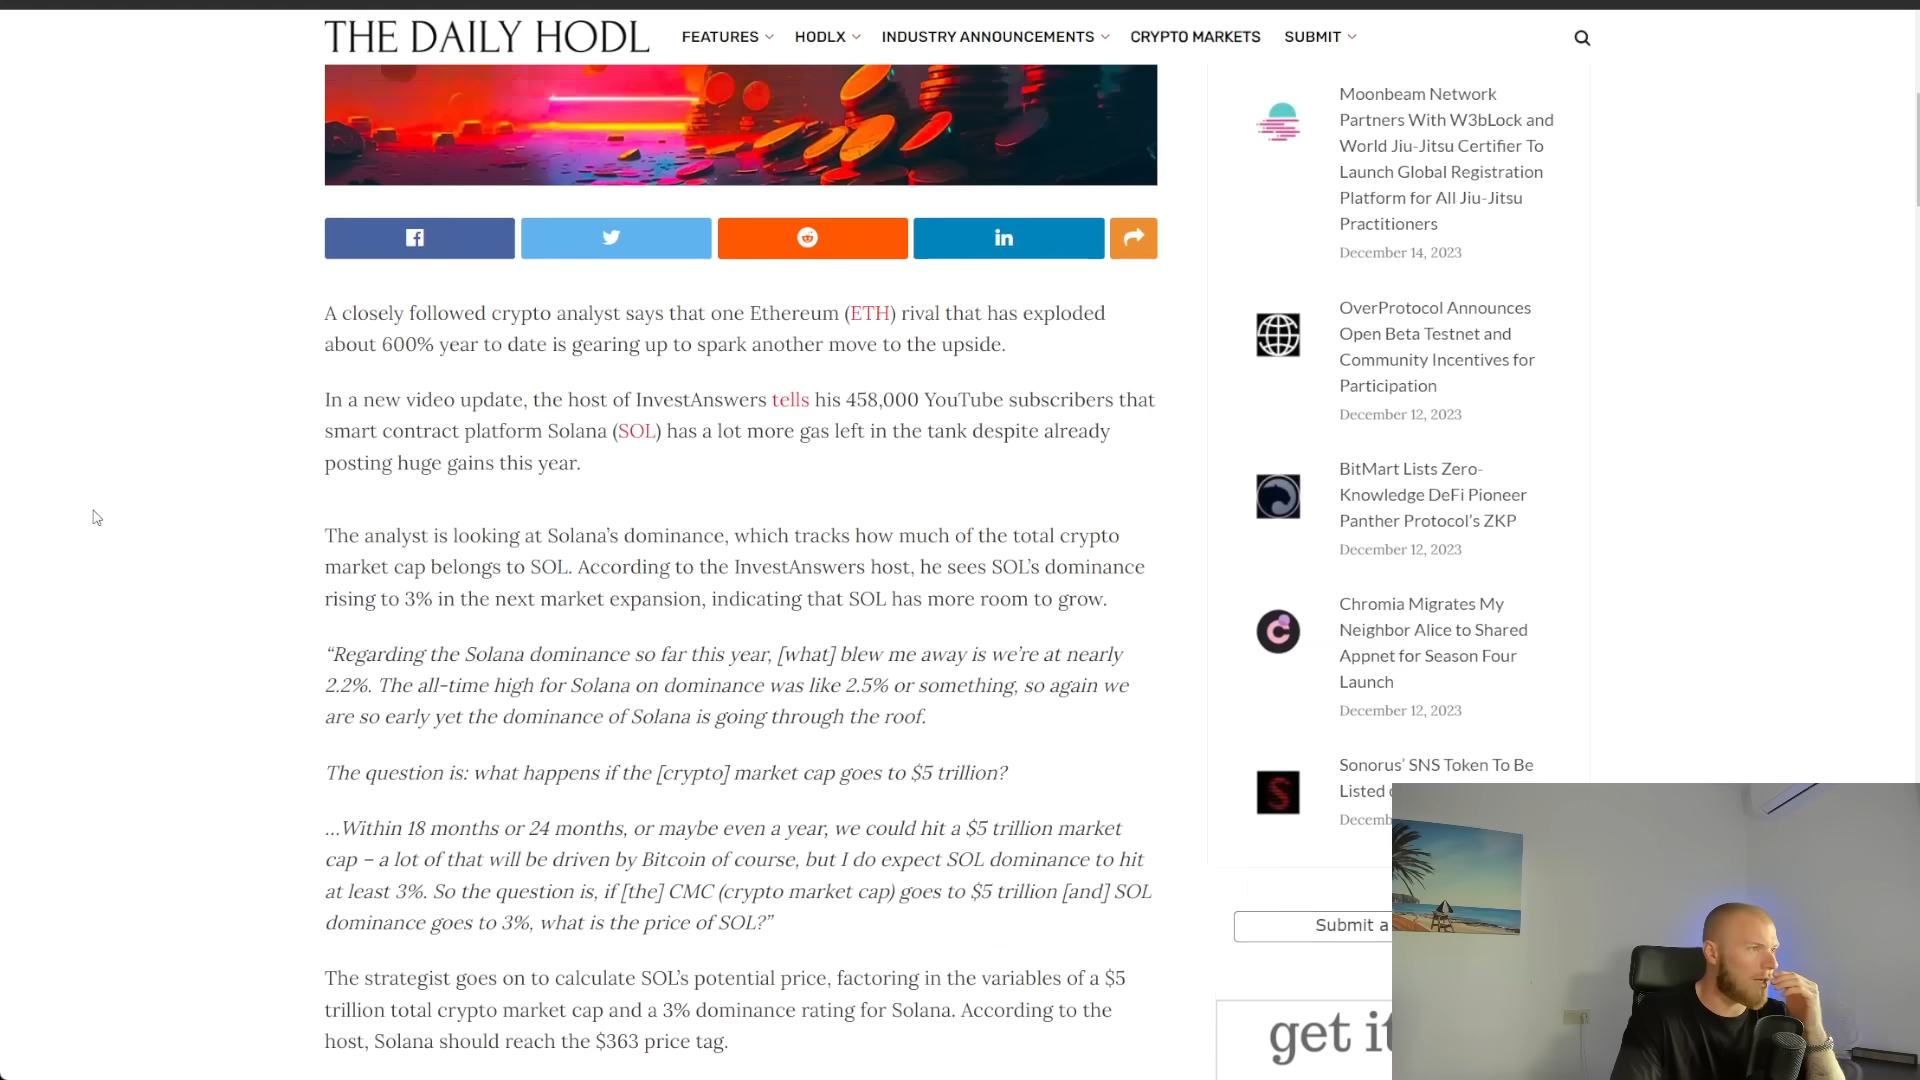 THE DAILY HODL
FEATURES
HODLX
INDUSTRY ANNOUNCEMENTS
CRYPTO MARKETS
SUBMIT
A closely followed crypto analyst says that one Ethereum (ETH) rival that has exploded
about 600% year to date is gearing up to spark another move to the upside.
In a new video update, the host of InvestAnswers tells his 458,000 YouTube subscribers that
smart contract platform Solana (SOL) has a lot more gas left in the tank despite already
posting huge gains this year.
The analyst is looking at Solana’s dominance, which tracks how much of the total crypto
market cap belongs to SOL. According to the InvestAnswers host, he sees SOL’s dominance
rising to 3% in the next market expansion, indicating that SOL has more room to grow.
“Regarding the Solana dominance so far this year, [what] blew me away is we’re at nearly
2.2%. The all-time high for Solana on dominance was like 2.5% or something, so again we
are so early yet the dominance of Solana is going through the roof.
The question is: what happens if the [crypto] market cap goes to $5 trillion?
…Within 18 months or 24 months, or maybe even a year, we could hit a $5 trillion market
cap – a lot of that will be driven by Bitcoin of course, but I do expect SOL dominance to hit
at least 3%. So the question is, if [the] CMC (crypto market cap) goes to $5 trillion [and] SOL
dominance goes to 3%, what is the price of SOL?”
The strategist goes on to calculate SOL’s potential price, factoring in the variables of a $5
trillion total crypto market cap and a 3% dominance rating for Solana. According to the
host, Solana should reach the $363 price tag.
Moonbeam Network
Partners With W3bLock and
World Jiu-Jitsu Certifier To
Launch Global Registration
Platform for All Jiu-Jitsu
Practitioners
December 14, 2023
OverProtocol Announces
Open Beta Testnet and
Community Incentives for
Participation
December 12, 2023
BitMart Lists Zero-
Knowledge DeFi Pioneer
Panther Protocol’s ZKP
December 12, 2023
Chromia Migrates My
Neighbor Alice to Shared
Appnet for Season Four
Launch
December 12, 2023
Sonorus’ SNS Token To Be
Listed
Decemb
Submit a
get it